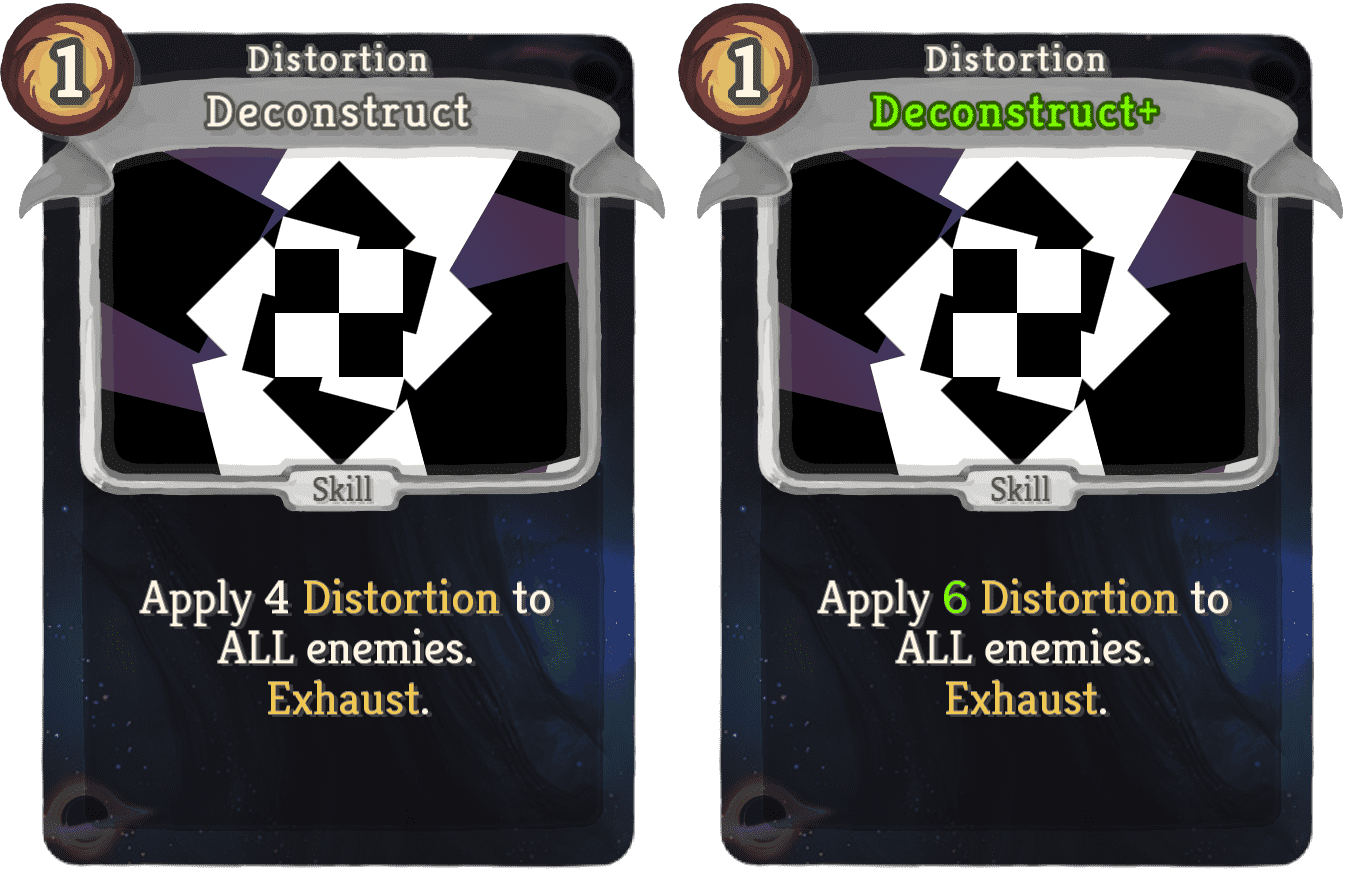 1
Distortion
Deconstruct
Skill
Apply 4 Distortion to
ALL enemies.
Exhaust.
1
Distortion
Deconstruct+
Skill
Apply 6 Distortion to
ALL enemies.
Exhaust.